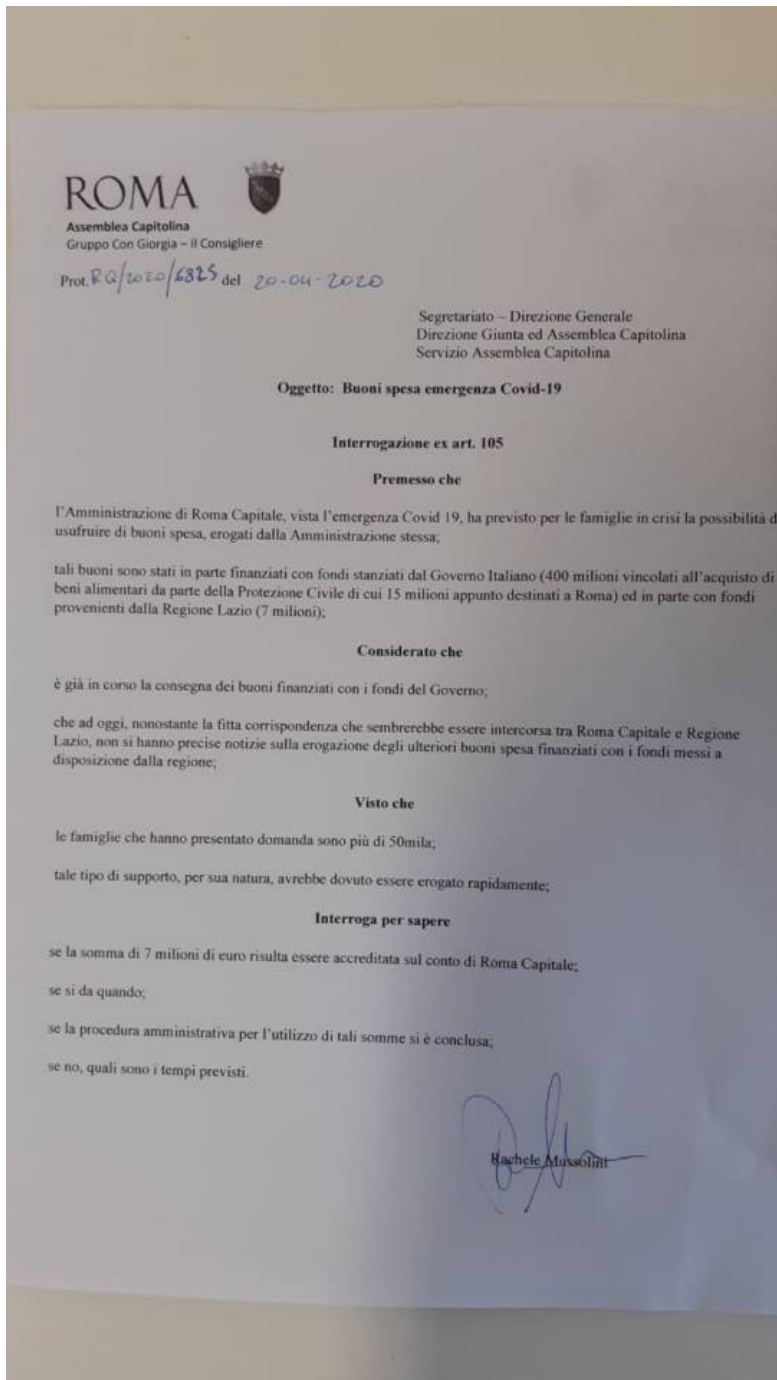 ROMA
Assemblea Capitolina
Gruppo Con Giorgia – Il Consigliere
Prot. RQ/2020/6825 del 20-04-2020
Segretariato – Direzione Generale
Direzione Giunta ed Assemblea Capitolina
Servizio Assemblea Capitolina
Oggetto: Buoni spesa emergenza Covid-19
Interrogazione ex art. 105
Premesso che
l'Amministrazione di Roma Capitale, vista l'emergenza Covid 19, ha previsto per le famiglie in crisi la possibilità d
usufruire di buoni spesa, erogati dalla Amministrazione stessa;
tali buoni sono stati in parte finanziati con fondi stanziati dal Governo Italiano (400 milioni vincolati all'acquisto di
beni alimentari da parte della Protezione Civile di cui 15 milioni appunto destinati a Roma) ed in parte con fondi
provenienti dalla Regione Lazio (7 milioni);
Considerato che
è già in corso la consegna dei buoni finanziati con i fondi del Governo;
che ad oggi, nonostante la fitta corrispondenza che sembrerebbe essere intercorsa tra Roma Capitale e Regione
Lazio, non si hanno precise notizie sulla erogazione degli ulteriori buoni spesa finanziati con i fondi messi a
disposizione dalla regione;
Visto che
le famiglie che hanno presentato domanda sono più di 50mila;
tale tipo di supporto, per sua natura, avrebbe dovuto essere erogato rapidamente;
Interroga per sapere
se la somma di 7 milioni di euro risulta essere accreditata sul conto di Roma Capitale;
se si da quando;
se la procedura amministrativa per l'utilizzo di tali somme si è conclusa;
se no, quali sono i tempi previsti.
Rachele Mussolini